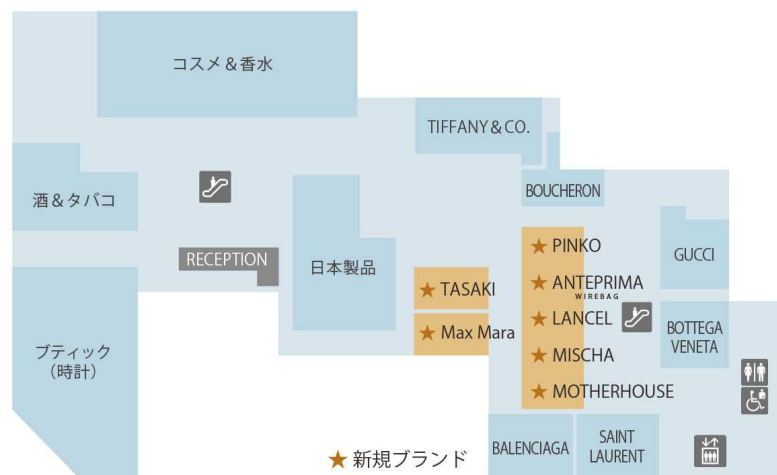 コスメ＆香水
TIFFANY＆CO.
酒＆タバコ
BOUCHERON
RECEPTION
日本製品
★ PINKO
GUCCI
★ TASAKI
★ ANTEPRIMA
WIREBAG
★ LANCEL
★ Max Mara
BOTTEGA
VENETA
ブティック
（時計）
★ MISCHA
★ MOTHERHOUSE
BALENCIAGA
SAINT
LAURENT
★ 新規ブランド